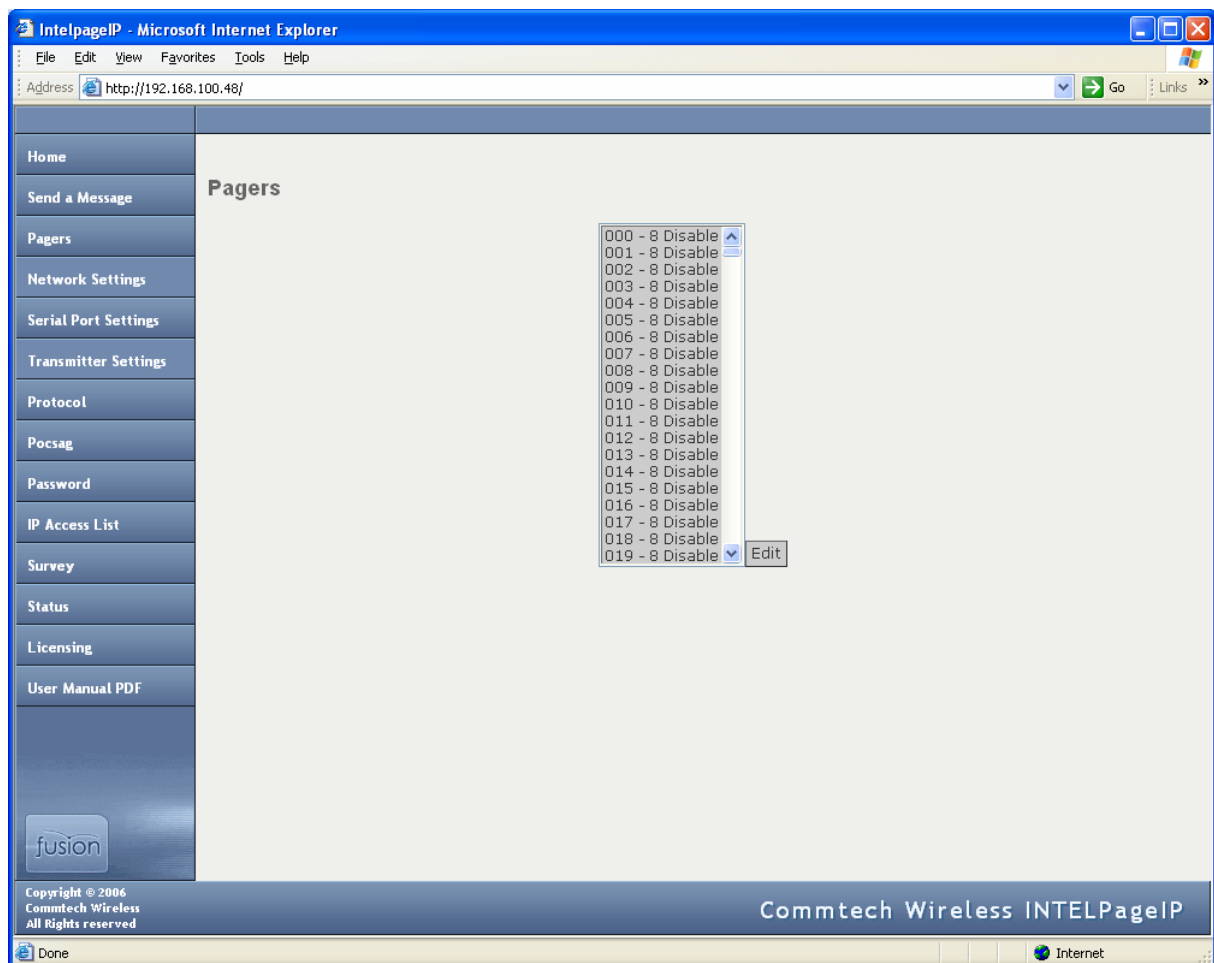 IntelpageIP - Microsoft Internet Explorer
File Edit View Favorites Tools Help
Address http://192.168.100.48/ Go Links »
Home
Send a Message
Pagers
Network Settings
Serial Port Settings
Transmitter Settings
Protocol
Pocsag
Password
IP Access List
Survey
Status
Licensing
User Manual PDF
fusion
Copyright © 2006
Commtech Wireless
All Rights reserved
Pagers
000 - 8 Disable
001 - 8 Disable
002 - 8 Disable
003 - 8 Disable
004 - 8 Disable
005 - 8 Disable
006 - 8 Disable
007 - 8 Disable
008 - 8 Disable
009 - 8 Disable
010 - 8 Disable
011 - 8 Disable
012 - 8 Disable
013 - 8 Disable
014 - 8 Disable
015 - 8 Disable
016 - 8 Disable
017 - 8 Disable
018 - 8 Disable
019 - 8 Disable
Edit
Commtech Wireless INTELPageIP
Done Internet